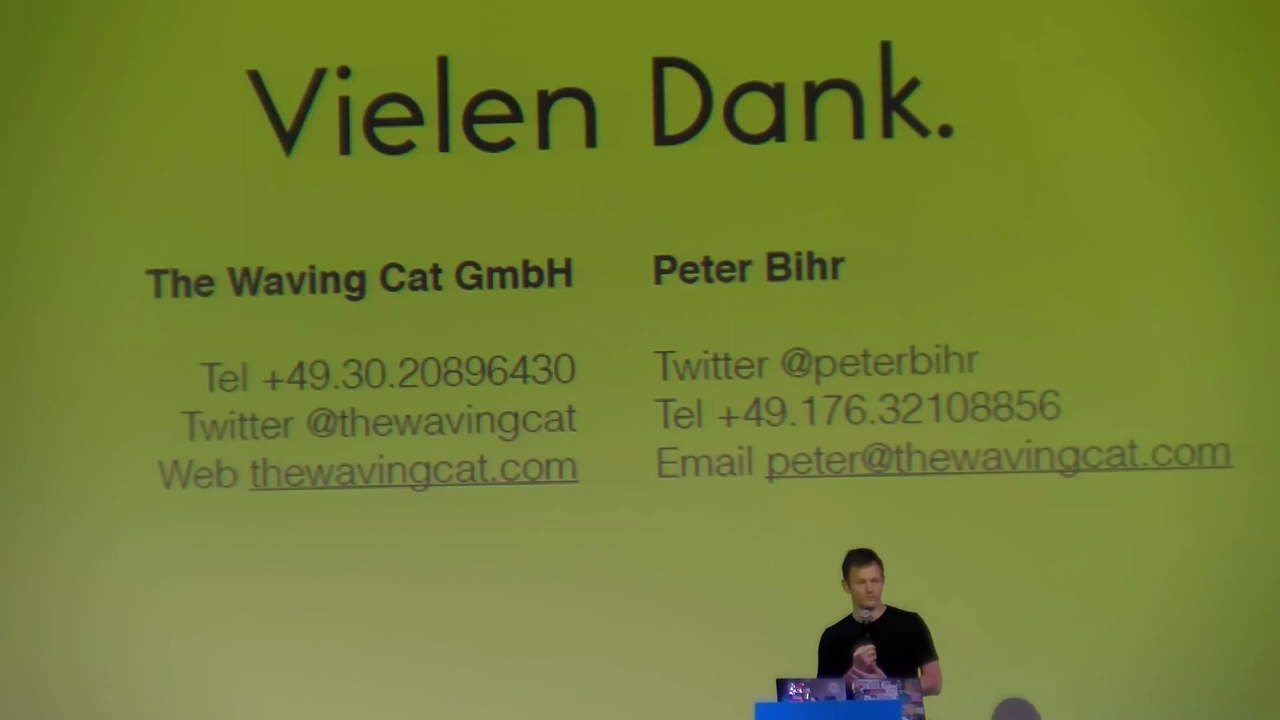 Vielen Dank.
The Waving Cat GmbH
Tel +49.30.20896430
Twitter @thewavingcat
Web thewavingcat.com
Peter Bihr
Twitter @peterbihr
Tel +49.176.32108856
Email peter@thewavingcat.com